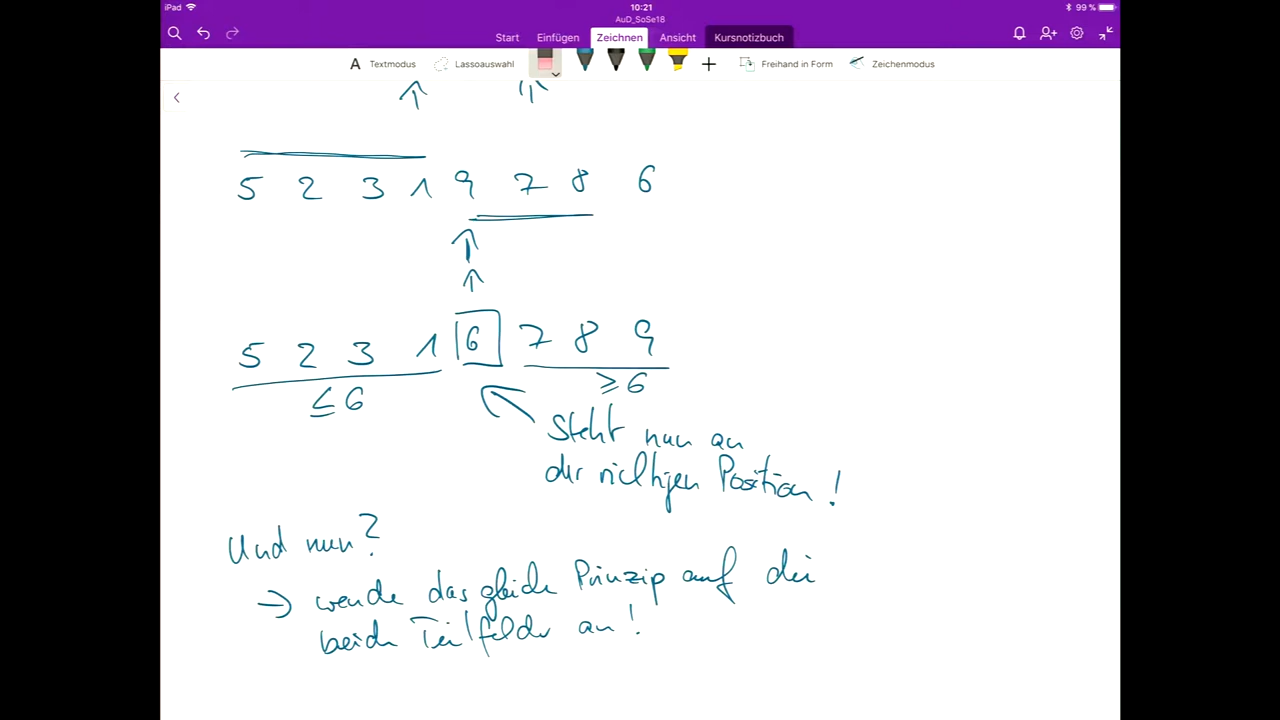 iPad 10:21 99 %
AuD_SoSe18
Start Einfügen Zeichnen Ansicht Kursnotizbuch
A Textmodus Lassoauswahl Freihand in Form Zeichenmodus
5 2 3 1 9 7 8 6
5 2 3 1 6 7 8 9
≤ 6 ≥ 6
Steht nun an
der richtigen Position !
Und nun?
→ wende das gleiche Prinzip auf die
beiden Teilfelder an !